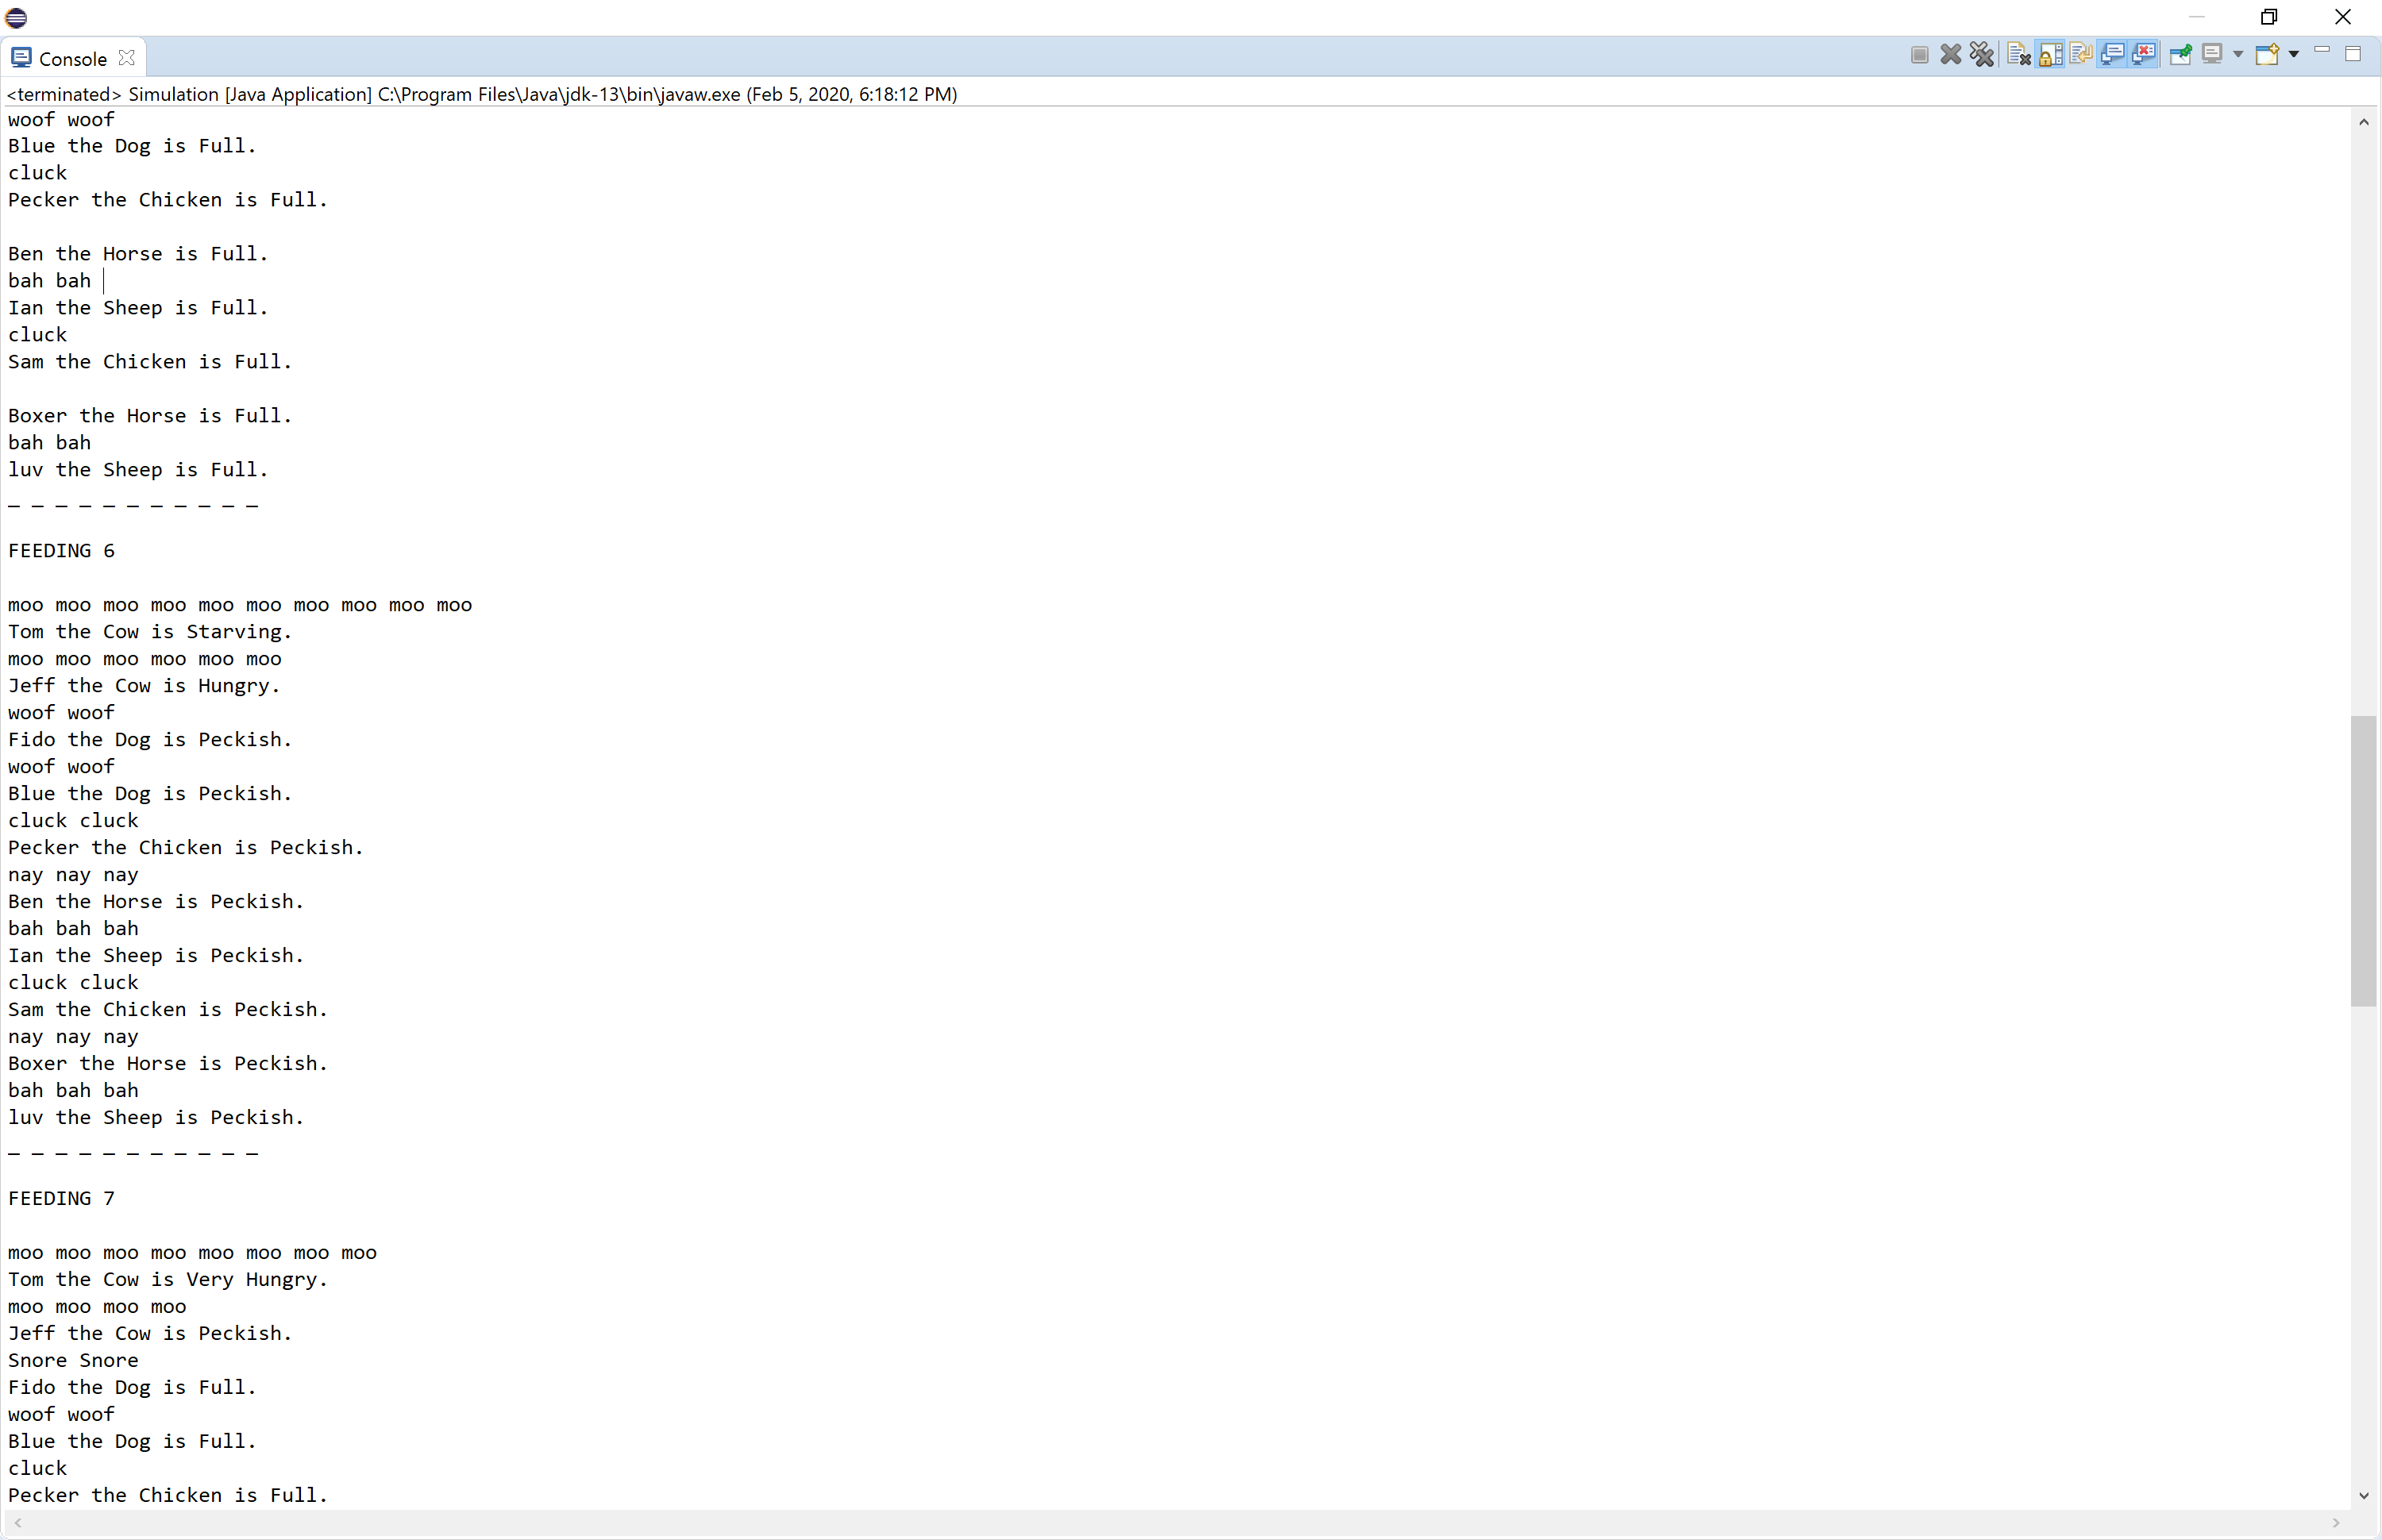 Console
<terminated> Simulation [Java Application] C:\Program Files\Java\jdk-13\bin\javaw.exe (Feb 5, 2020, 6:18:12 PM)
woof woof
Blue the Dog is Full.
cluck
Pecker the Chicken is Full.

Ben the Horse is Full.
bah bah
Ian the Sheep is Full.
cluck
Sam the Chicken is Full.

Boxer the Horse is Full.
bah bah
luv the Sheep is Full.
_ _ _ _ _ _ _ _ _ _ _

FEEDING 6

moo moo moo moo moo moo moo moo moo moo
Tom the Cow is Starving.
moo moo moo moo moo moo
Jeff the Cow is Hungry.
woof woof
Fido the Dog is Peckish.
woof woof
Blue the Dog is Peckish.
cluck cluck
Pecker the Chicken is Peckish.
nay nay nay
Ben the Horse is Peckish.
bah bah bah
Ian the Sheep is Peckish.
cluck cluck
Sam the Chicken is Peckish.
nay nay nay
Boxer the Horse is Peckish.
bah bah bah
luv the Sheep is Peckish.
_ _ _ _ _ _ _ _ _ _ _

FEEDING 7

moo moo moo moo moo moo moo moo
Tom the Cow is Very Hungry.
moo moo moo moo
Jeff the Cow is Peckish.
Snore Snore
Fido the Dog is Full.
woof woof
Blue the Dog is Full.
cluck
Pecker the Chicken is Full.